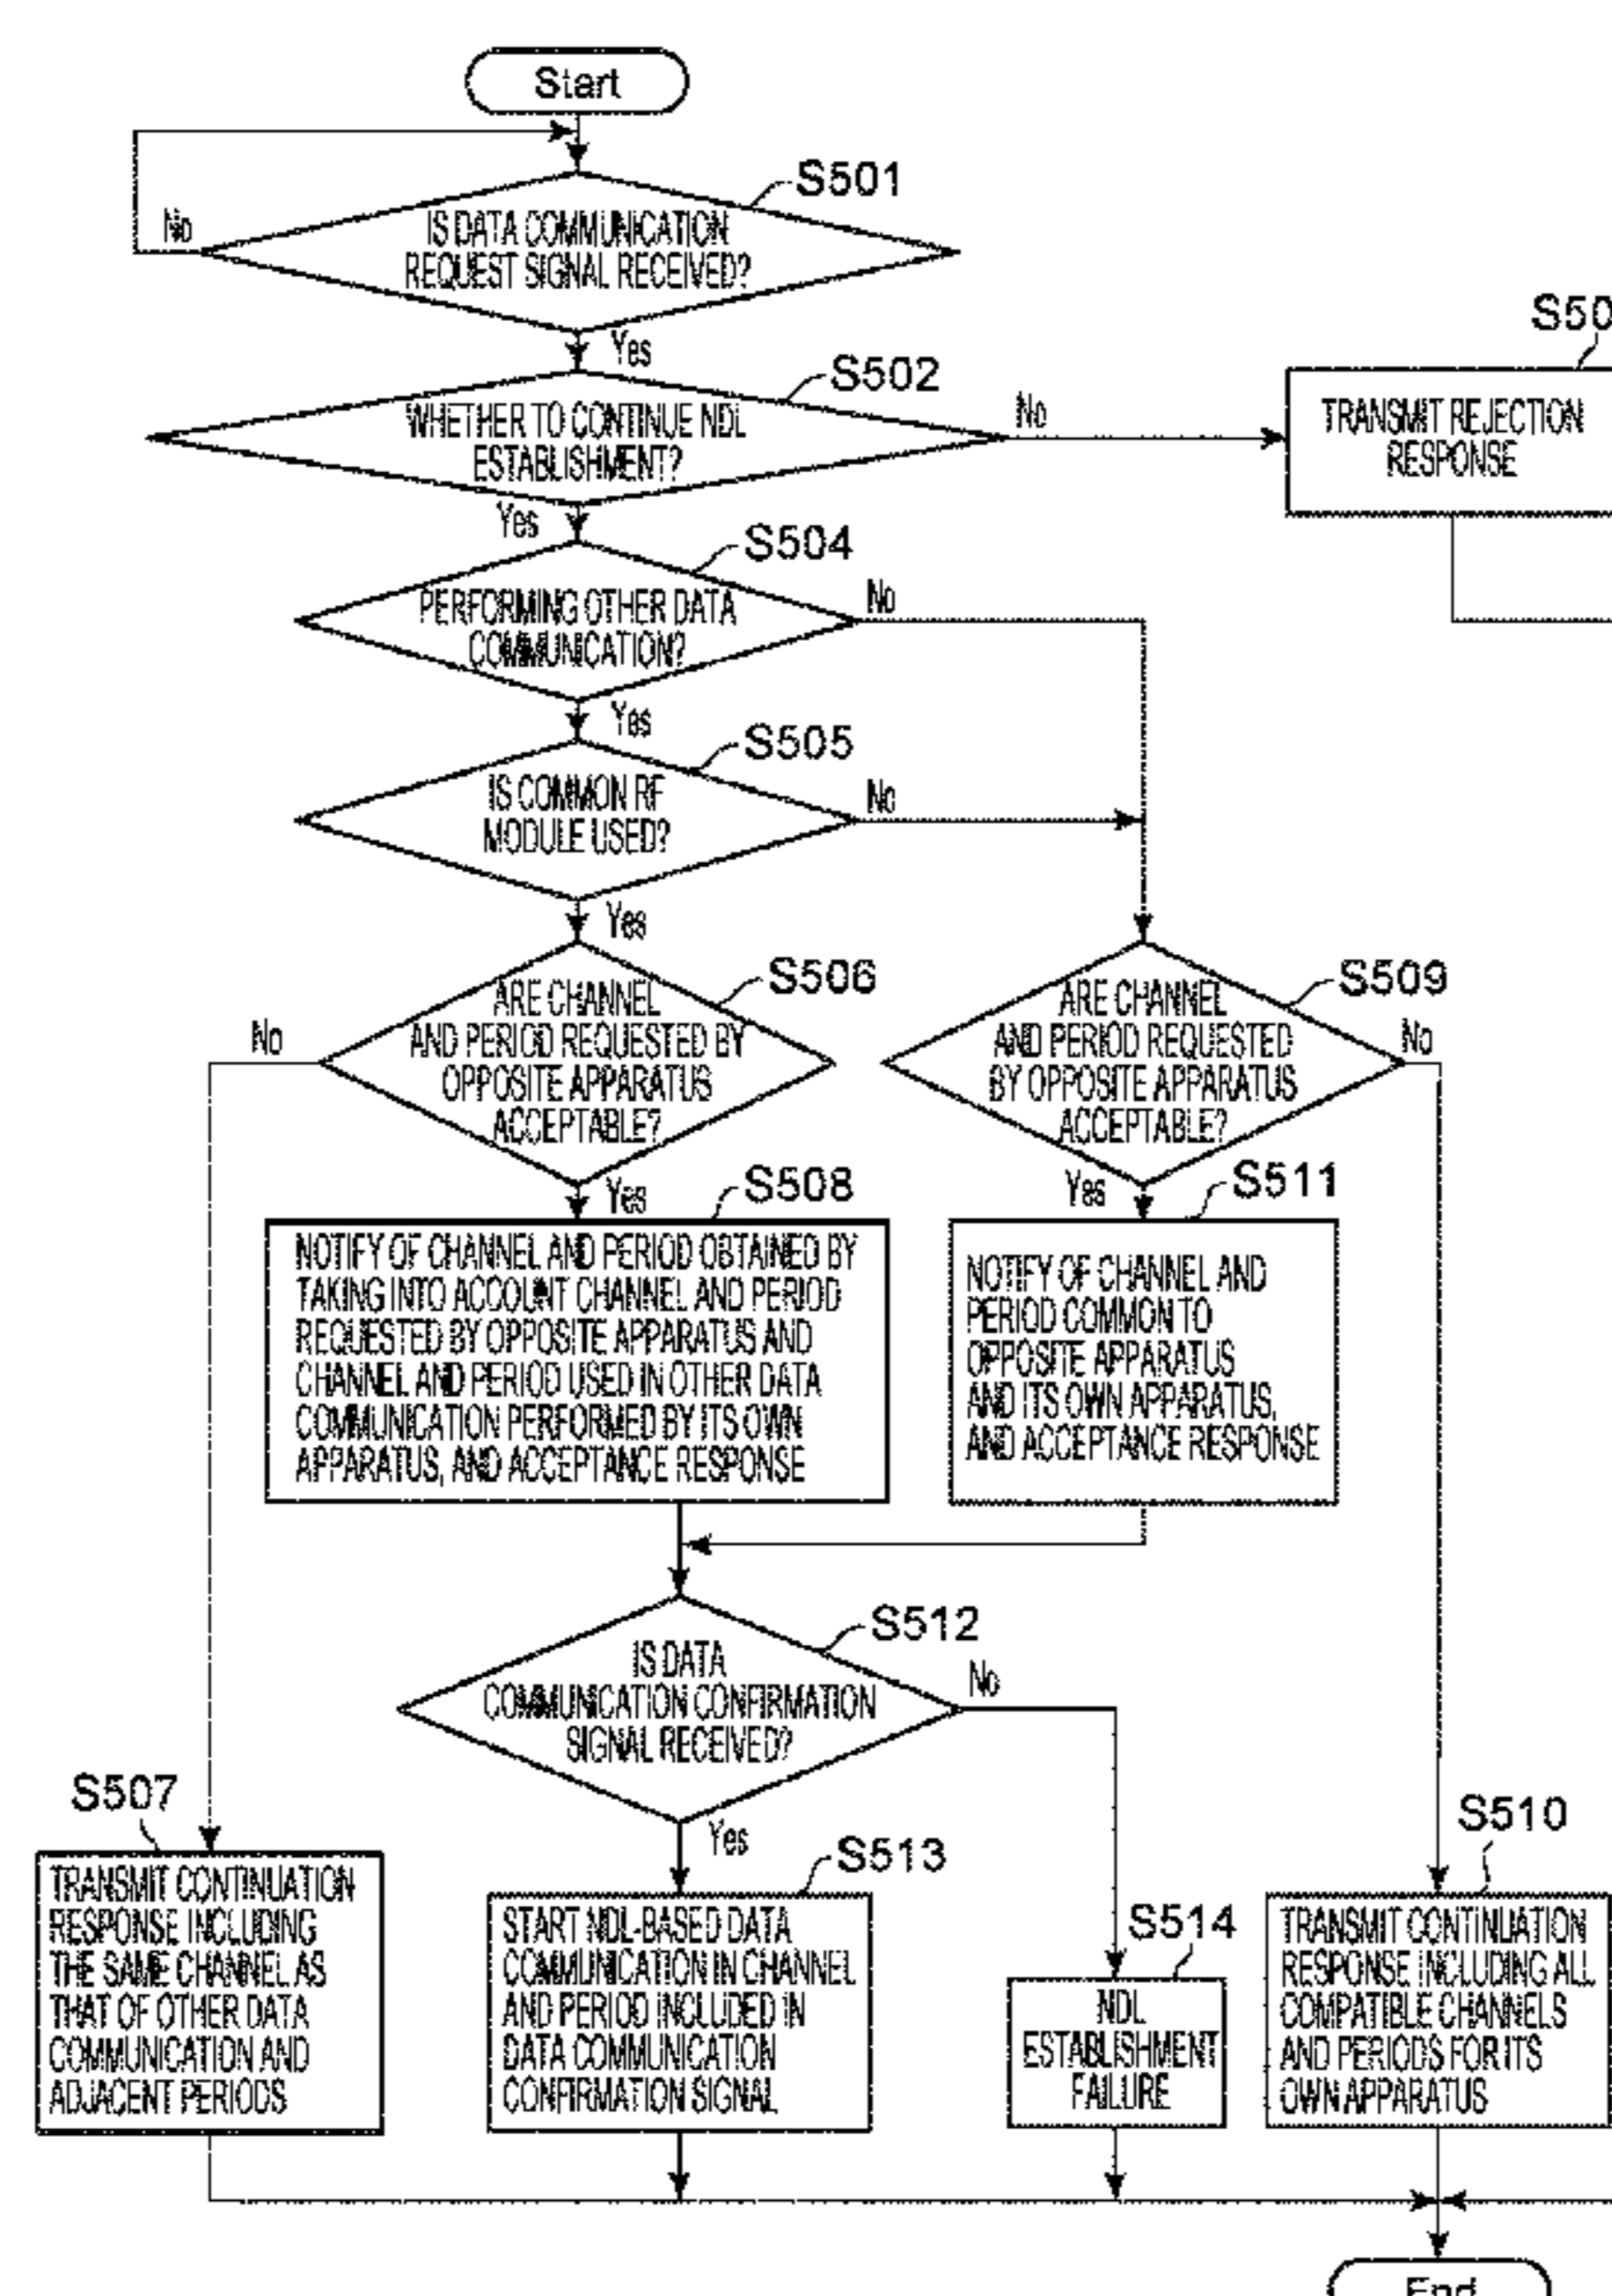 Start
S501
No
IS DATA COMMUNICATION
REQUEST SIGNAL RECEIVED?
Yes
S502
WHETHER TO CONTINUE NDL
ESTABLISHMENT?
No
S50
TRANSMIT REJECTION
RESPONSE
Yes
S504
PERFORMING OTHER DATA
COMMUNICATION?
No
Yes
S505
IS COMMON RF
MODULE USED?
No
Yes
S506
ARE CHANNEL
AND PERIOD REQUESTED BY
OPPOSITE APPARATUS
ACCEPTABLE?
No
Yes
S509
ARE CHANNEL
AND PERIOD REQUESTED
BY OPPOSITE APPARATUS
ACCEPTABLE?
No
Yes
S508
NOTIFY OF CHANNEL AND PERIOD OBTAINED BY
TAKING INTO ACCOUNT CHANNEL AND PERIOD
REQUESTED BY OPPOSITE APPARATUS AND
CHANNEL AND PERIOD USED IN OTHER DATA
COMMUNICATION PERFORMED BY ITS OWN
APPARATUS, AND ACCEPTANCE RESPONSE
S511
NOTIFY OF CHANNEL AND
PERIOD COMMON TO
OPPOSITE APPARATUS
AND ITS OWN APPARATUS,
AND ACCEPTANCE RESPONSE
S512
IS DATA
COMMUNICATION CONFIRMATION
SIGNAL RECEIVED?
No
Yes
S507
TRANSMIT CONTINUATION
RESPONSE INCLUDING
THE SAME CHANNEL AS
THAT OF OTHER DATA
COMMUNICATION AND
ADJACENT PERIODS
S513
START NDL-BASED DATA
COMMUNICATION IN CHANNEL
AND PERIOD INCLUDED IN
DATA COMMUNICATION
CONFIRMATION SIGNAL
S514
NDL
ESTABLISHMENT
FAILURE
S510
TRANSMIT CONTINUATION
RESPONSE INCLUDING ALL
COMPATIBLE CHANNELS
AND PERIODS FOR ITS
OWN APPARATUS
End